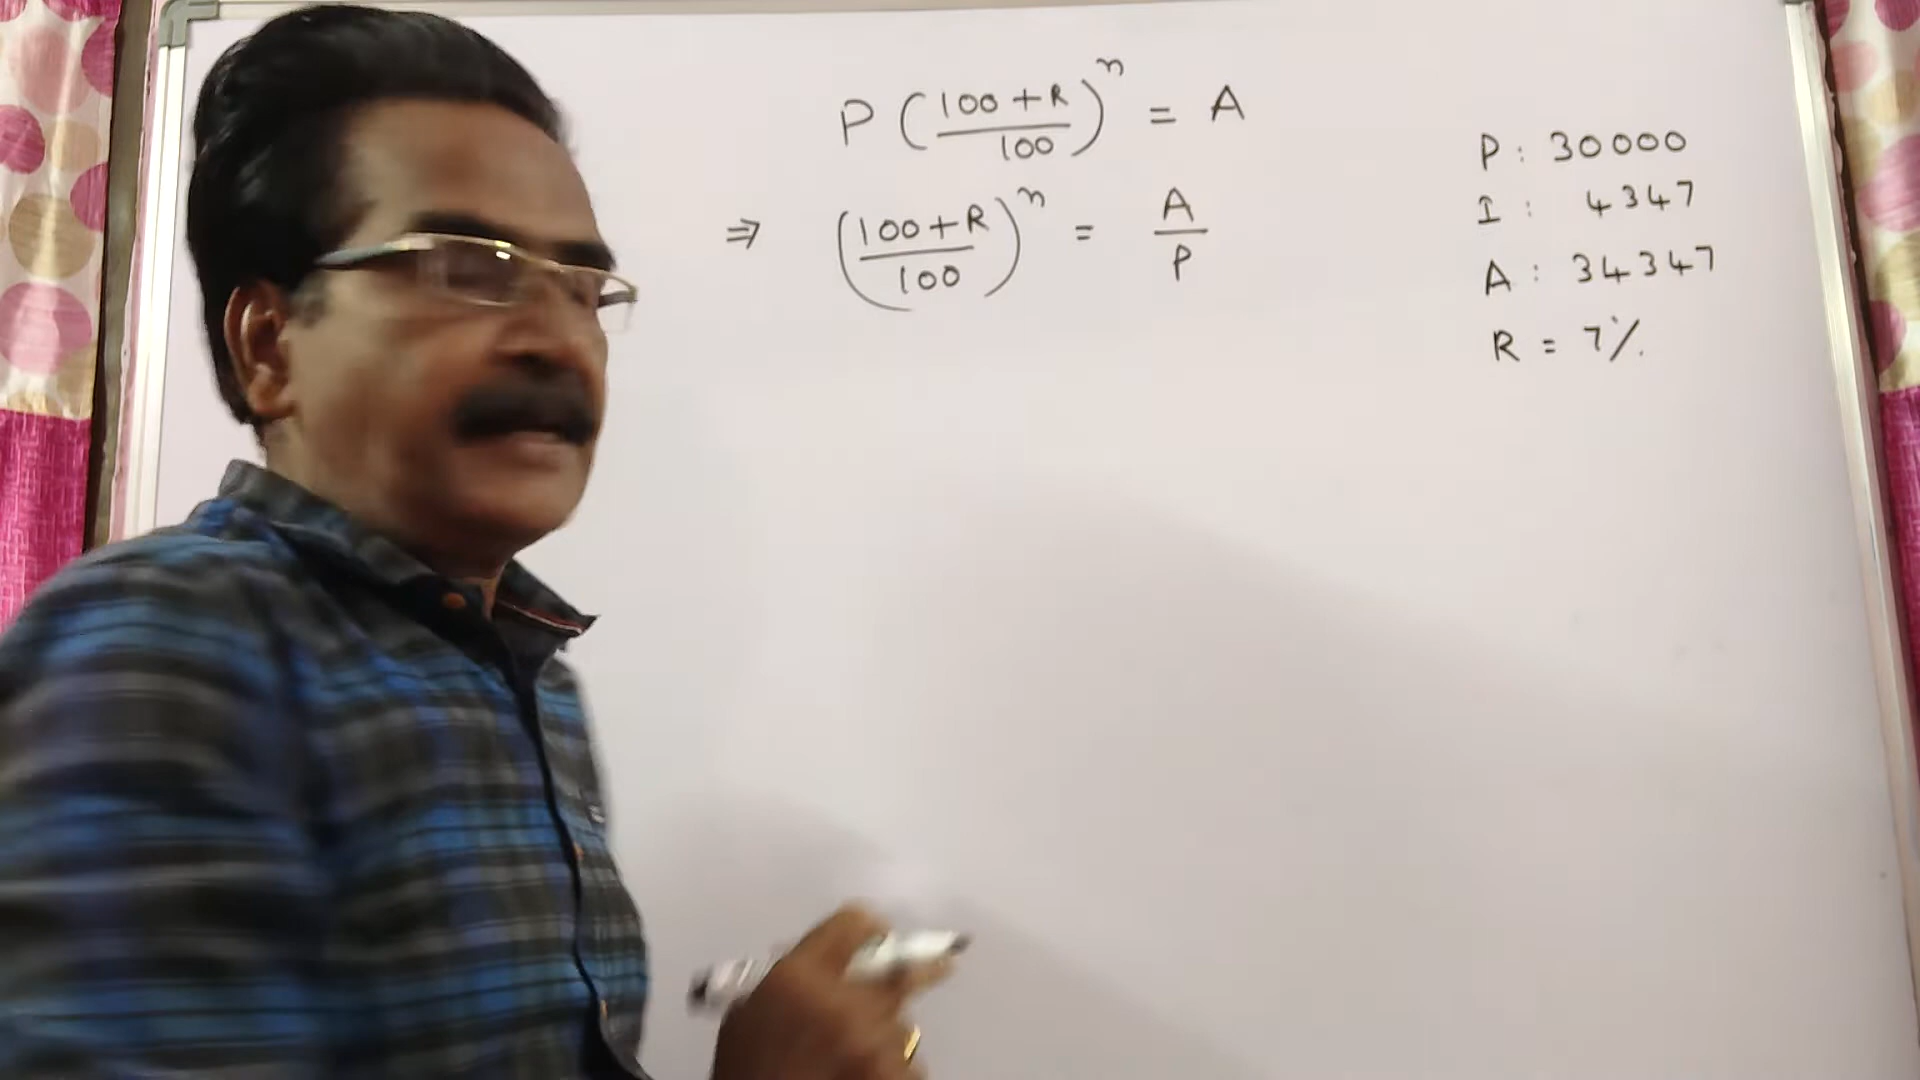 P ( (100 + R) / 100 )^n = A
⇒ ( (100 + R) / 100 )^n = A / P
P : 30000
I : 4347
A : 34347
R = 7%.